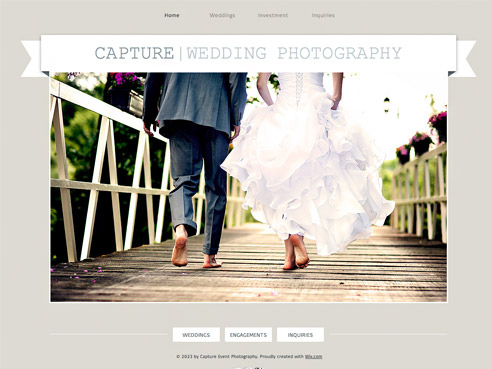 Home Weddings Investment Inquiries
CAPTURE|WEDDING PHOTOGRAPHY
WEDDINGS ENGAGEMENTS INQUIRIES
© 2023 by Capture Event Photography. Proudly created with Wix.com